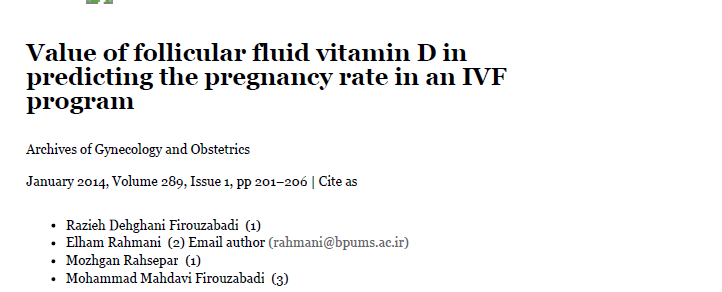 Value of follicular fluid vitamin D in
predicting the pregnancy rate in an IVF
program
Archives of Gynecology and Obstetrics
January 2014, Volume 289, Issue 1, pp 201–206 | Cite as
• Razieh Dehghani Firouzabadi (1)
• Elham Rahmani (2) Email author (rahmani@bpums.ac.ir)
• Mozhgan Rahsepar (1)
• Mohammad Mahdavi Firouzabadi (3)